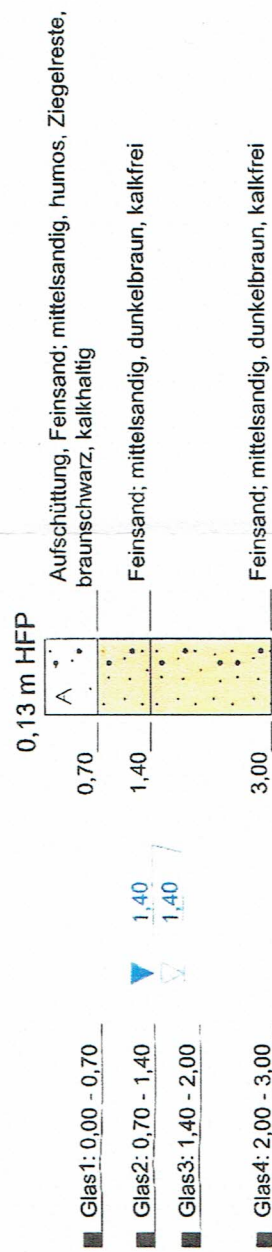 0,13 m HFP
Aufschüttung, Feinsand; mittelsandig, humos, Ziegelreste,
braunschwarz, kalkhaltig
A
0,70
Feinsand; mittelsandig, dunkelbraun, kalkfrei
1,40
Feinsand; mittelsandig, dunkelbraun, kalkfrei
3,00
1,40
1,40
Glas1: 0,00 - 0,70
Glas2: 0,70 - 1,40
Glas3: 1,40 - 2,00
Glas4: 2,00 - 3,00